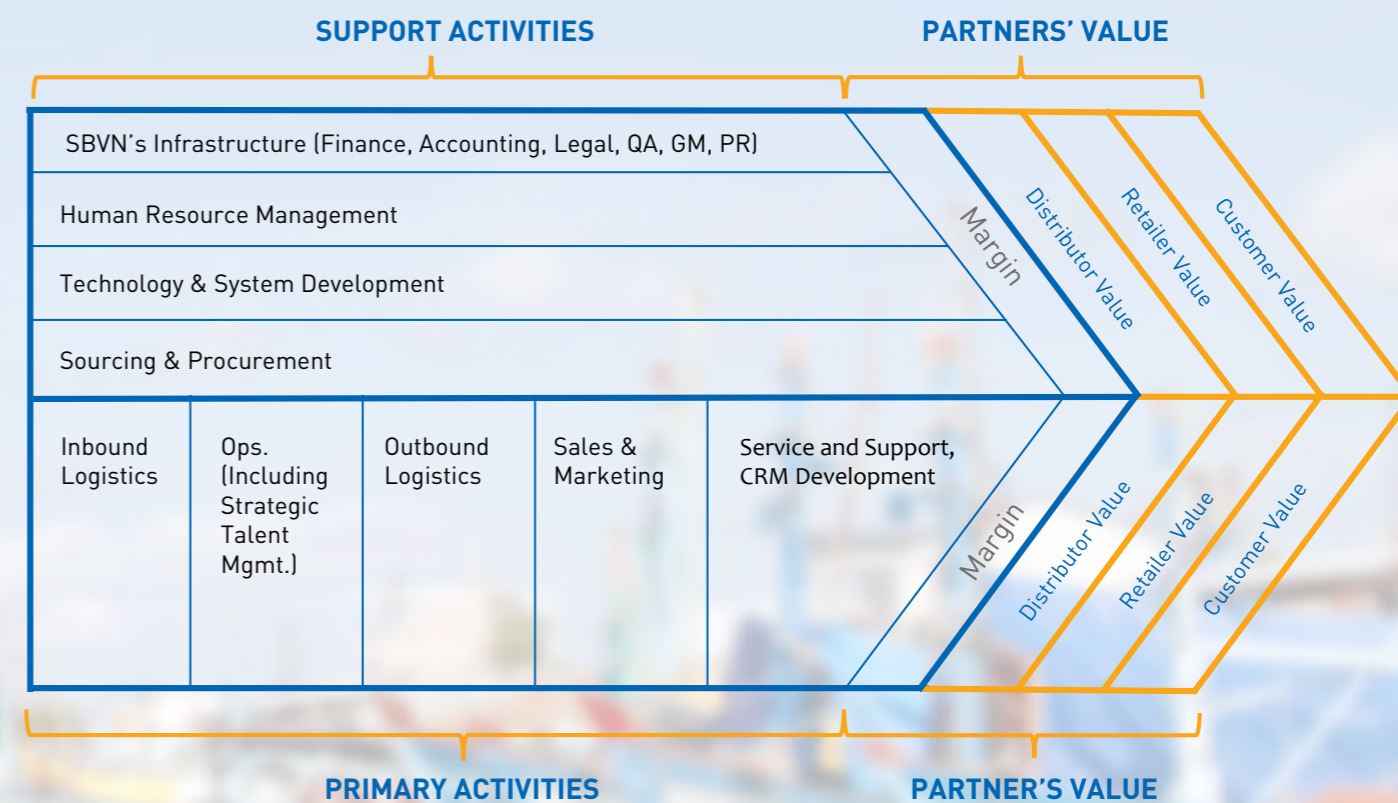 SUPPORT ACTIVITIES
PARTNERS’ VALUE
SBVN’s Infrastructure (Finance, Accounting, Legal, QA, GM, PR)
Human Resource Management
Technology & System Development
Sourcing & Procurement
Margin
Distributor Value
Retailer Value
Customer Value
Inbound
Logistics
Ops.
(Including
Strategic
Talent
Mgmt.)
Outbound
Logistics
Sales &
Marketing
Service and Support,
CRM Development
Margin
Distributor Value
Retailer Value
Customer Value
PRIMARY ACTIVITIES
PARTNER’S VALUE